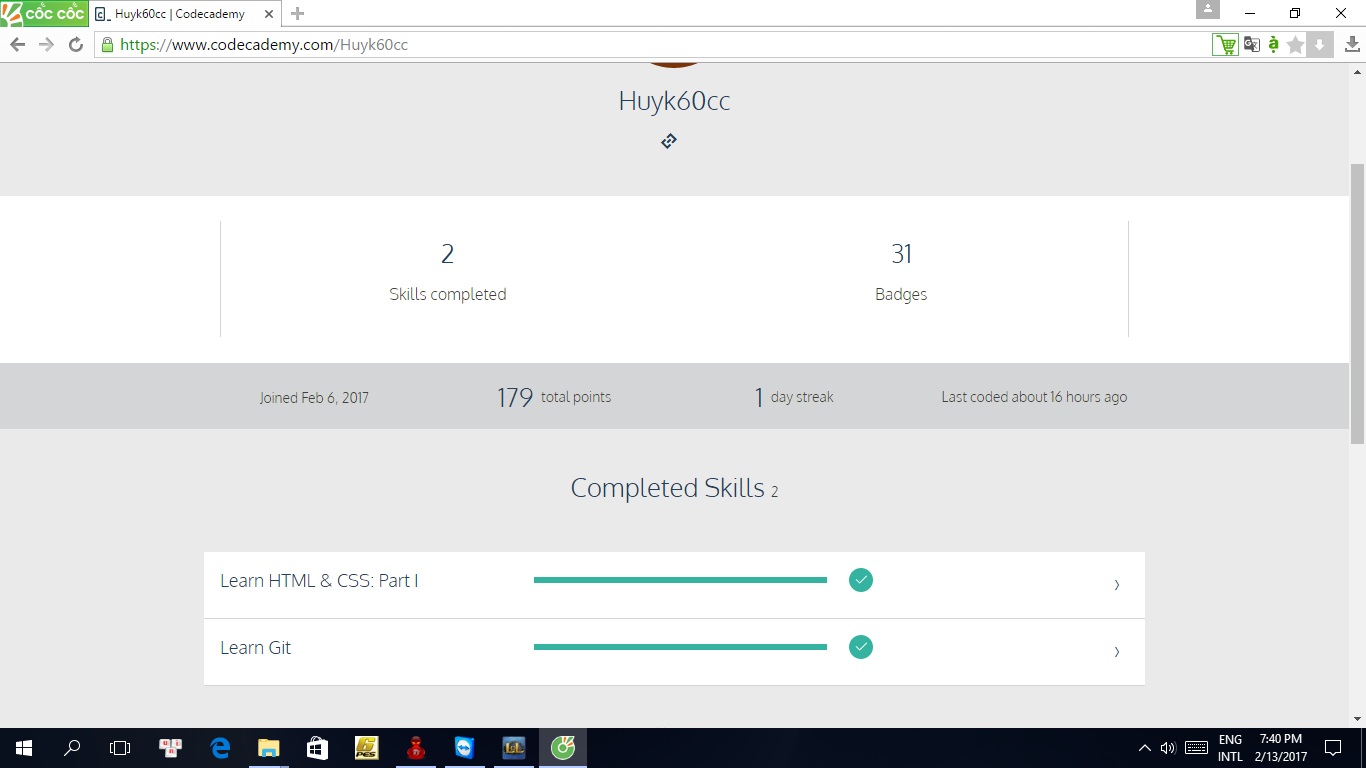 cốc cốc
Huyk60cc | Codecademy
https://www.codecademy.com/Huyk60cc
Huyk60cc
2
Skills completed
31
Badges
Joined Feb 6, 2017
179 total points
1 day streak
Last coded about 16 hours ago
Completed Skills 2
Learn HTML & CSS: Part I
Learn Git
ENG
INTL
7:40 PM
2/13/2017